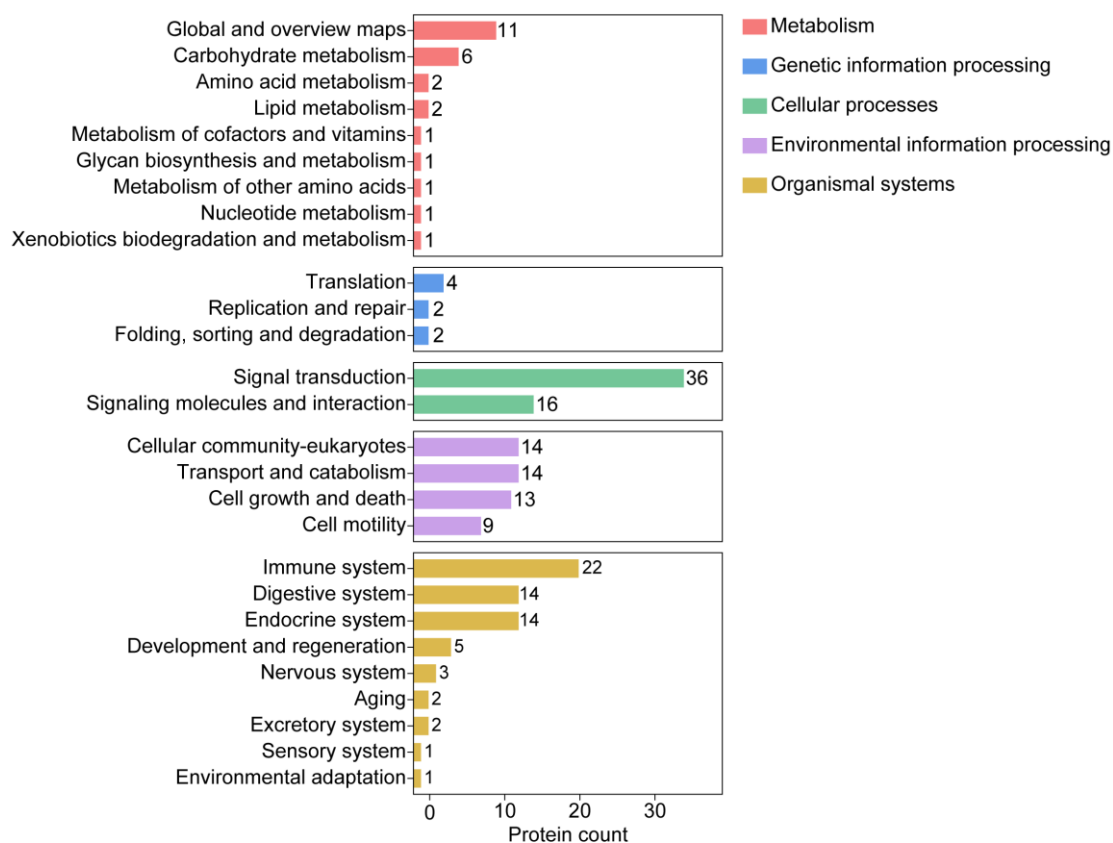 Global and overview maps 11
Carbohydrate metabolism 6
Amino acid metabolism 2
Lipid metabolism 2
Metabolism of cofactors and vitamins 1
Glycan biosynthesis and metabolism 1
Metabolism of other amino acids 1
Nucleotide metabolism 1
Xenobiotics biodegradation and metabolism 1
Translation 4
Replication and repair 2
Folding, sorting and degradation 2
Signal transduction 36
Signaling molecules and interaction 16
Cellular community-eukaryotes 14
Transport and catabolism 14
Cell growth and death 13
Cell motility 9
Immune system 22
Digestive system 14
Endocrine system 14
Development and regeneration 5
Nervous system 3
Aging 2
Excretory system 2
Sensory system 1
Environmental adaptation 1
0 10 20 30
Protein count
Metabolism
Genetic information processing
Cellular processes
Environmental information processing
Organismal systems